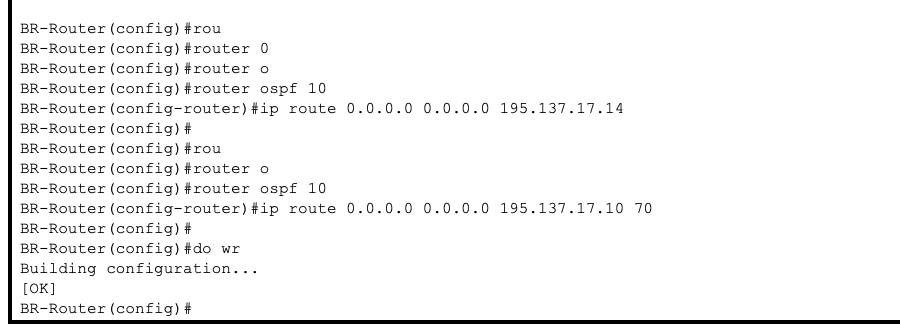 BR-Router(config)#rou
BR-Router(config)#router 0
BR-Router(config)#router o
BR-Router(config)#router ospf 10
BR-Router(config-router)#ip route 0.0.0.0 0.0.0.0 195.137.17.14
BR-Router(config)#
BR-Router(config)#rou
BR-Router(config)#router o
BR-Router(config)#router ospf 10
BR-Router(config-router)#ip route 0.0.0.0 0.0.0.0 195.137.17.10 70
BR-Router(config)#
BR-Router(config)#do wr
Building configuration...
[OK]
BR-Router(config)#